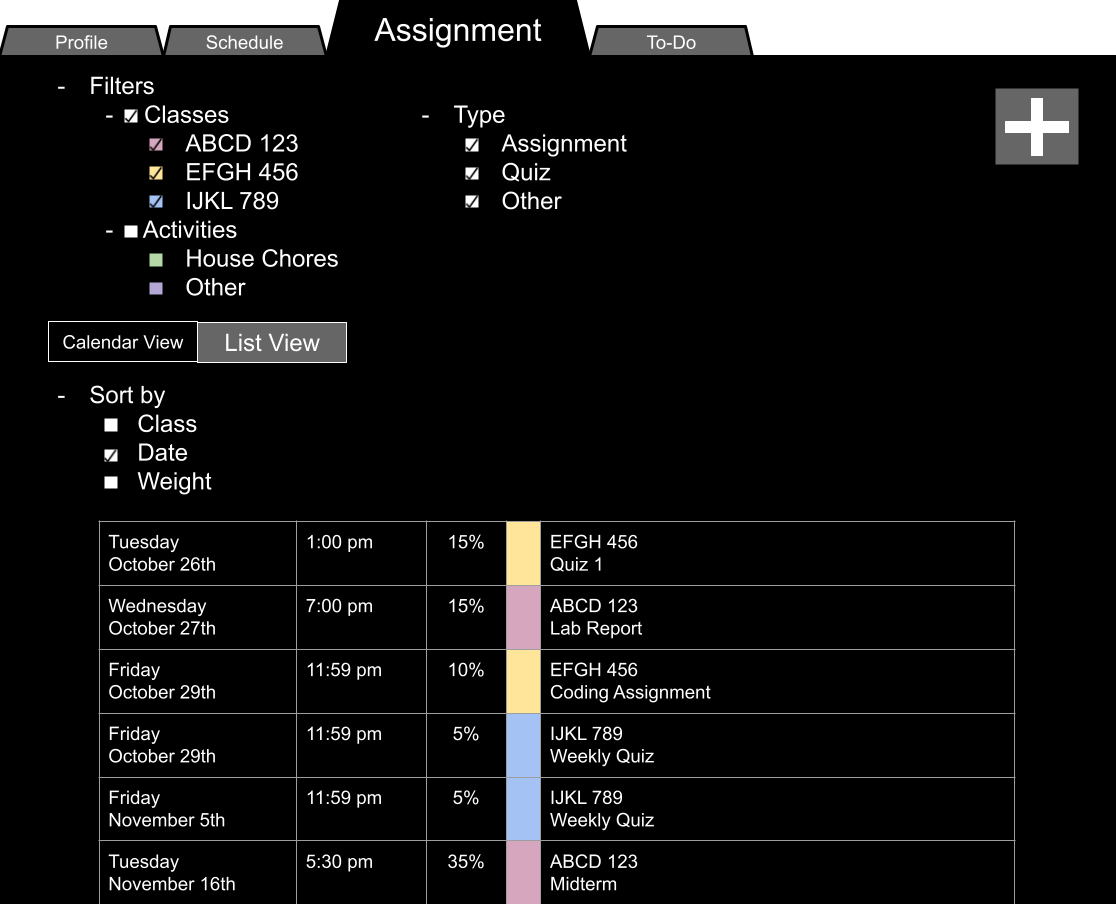 Profile
Schedule
Assignment
To-Do
- Filters
- Classes
ABCD 123
EFGH 456
IJKL 789
- Activities
House Chores
Other
- Type
Assignment
Quiz
Other
Calendar View
List View
- Sort by
Class
Date
Weight
Tuesday
October 26th
1:00 pm
15%
EFGH 456
Quiz 1
Wednesday
October 27th
7:00 pm
15%
ABCD 123
Lab Report
Friday
October 29th
11:59 pm
10%
EFGH 456
Coding Assignment
Friday
October 29th
11:59 pm
5%
IJKL 789
Weekly Quiz
Friday
November 5th
11:59 pm
5%
IJKL 789
Weekly Quiz
Tuesday
November 16th
5:30 pm
35%
ABCD 123
Midterm